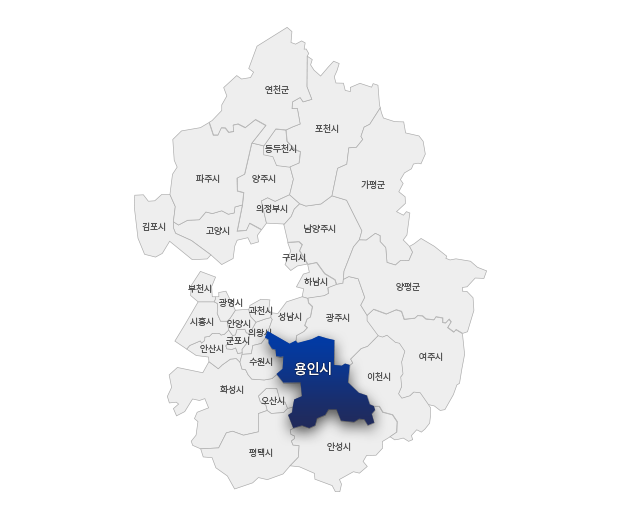 연천군
포천시
동두천시
파주시
양주시
가평군
의정부시
김포시
고양시
남양주시
구리시
하남시
양평군
부천시
광명시
과천시
성남시
광주시
시흥시
안양시
의왕시
군포시
안산시
수원시
용인시
여주시
이천시
화성시
오산시
안성시
평택시